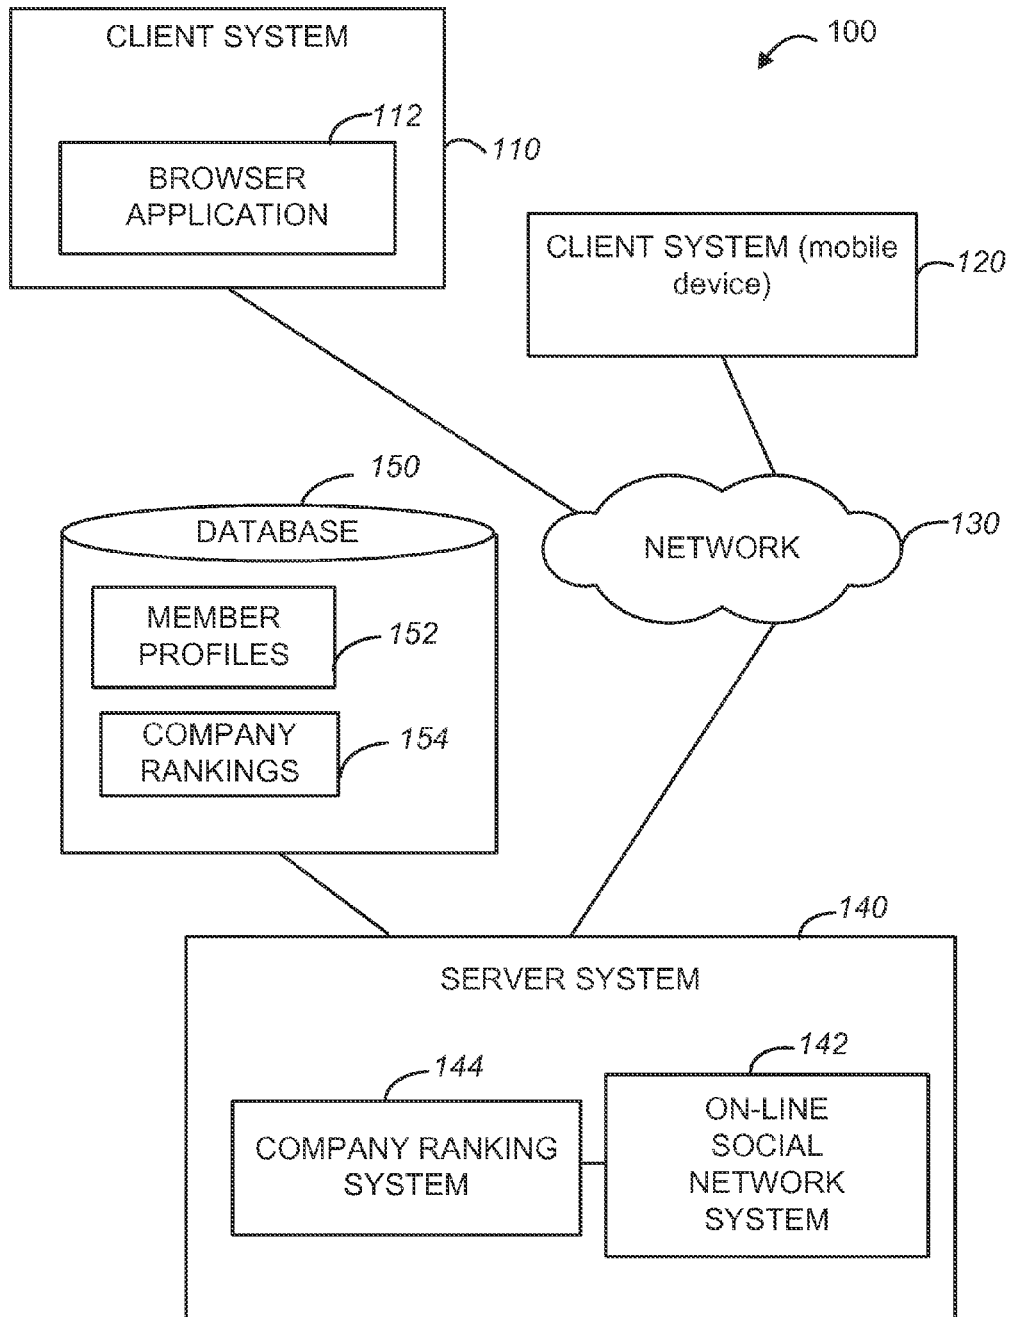 CLIENT SYSTEM
100
112
BROWSER
APPLICATION
110
CLIENT SYSTEM (mobile
device)
120
150
DATABASE
NETWORK
130
MEMBER
PROFILES
152
COMPANY
RANKINGS
154
140
SERVER SYSTEM
144
142
COMPANY RANKING
SYSTEM
ON-LINE
SOCIAL
NETWORK
SYSTEM